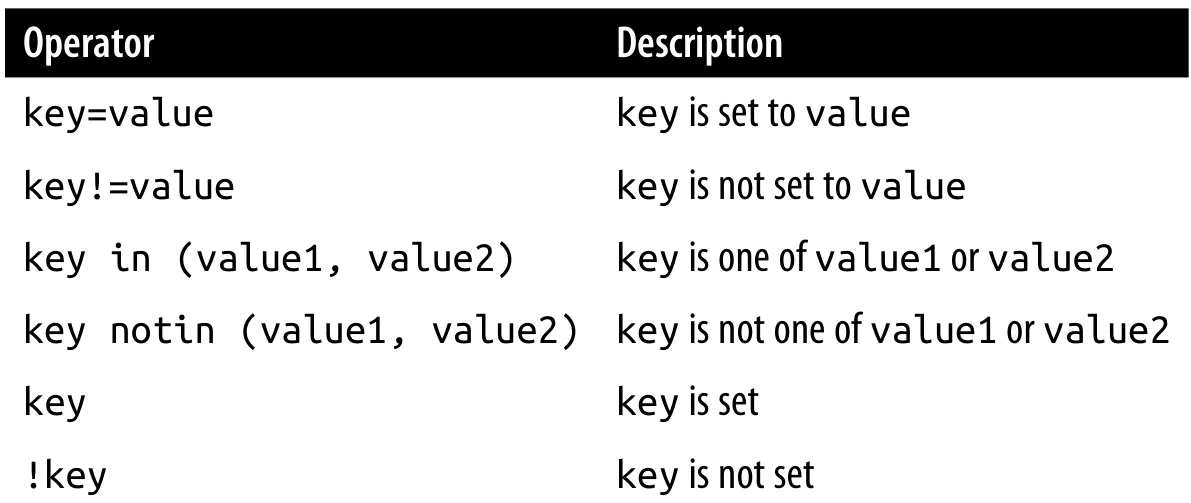 Operator Description
key=value key is set to value
key!=value key is not set to value
key in (value1, value2) key is one of value1 or value2
key notin (value1, value2) key is not one of value1 or value2
key key is set
!key key is not set